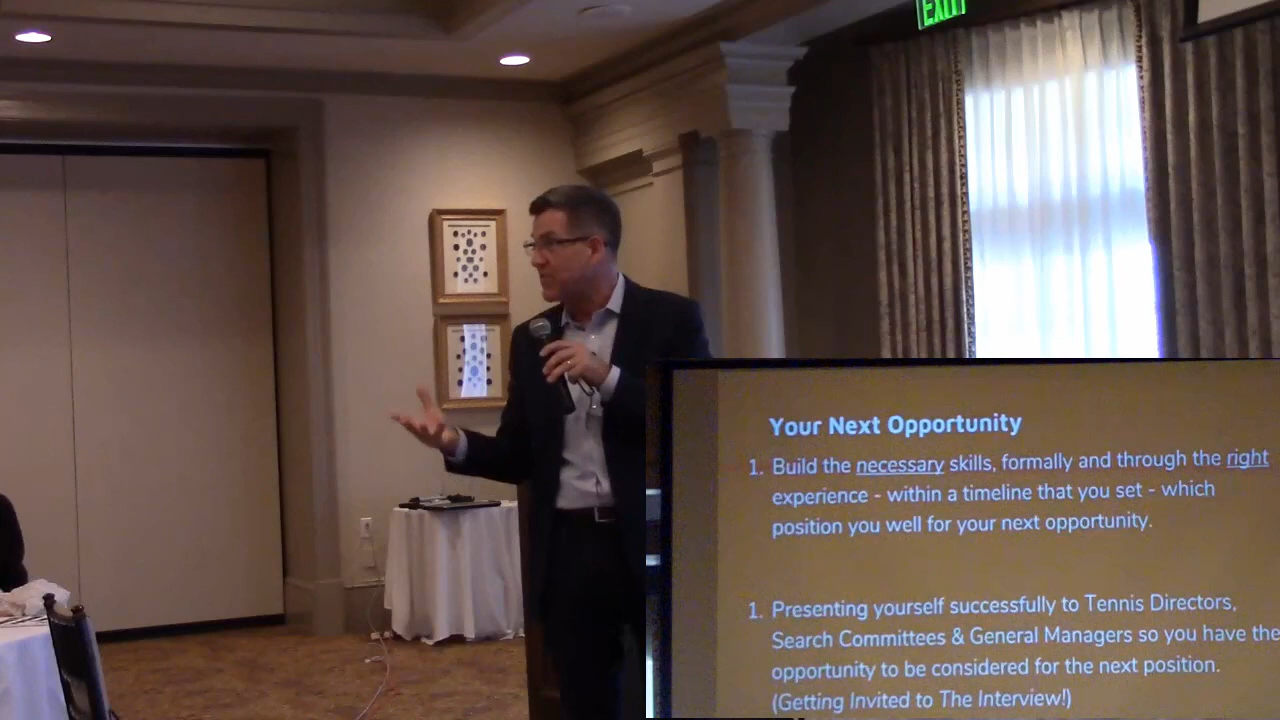 EXIT
Your Next Opportunity
1. Build the necessary skills, formally and through the right
experience - within a timeline that you set - which
position you well for your next opportunity.
1. Presenting yourself successfully to Tennis Directors,
Search Committees & General Managers so you have the
opportunity to be considered for the next position.
(Getting Invited to The Interview!)